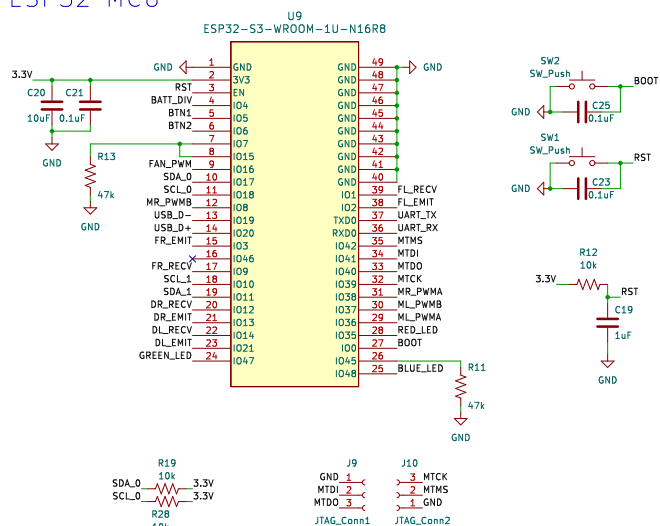 ESP32 MCU
U9
ESP32-S3-WROOM-1U-N16R8
GND 1 GND GND 49 GND
3.3V 2 3V3 GND 48
RST 3 EN GND 47
BATT_DIV 4 IO4 GND 46
BTN1 5 IO5 GND 45
BTN2 6 IO6 GND 44
7 IO7 GND 43
8 IO15 GND 42
FAN_PWM 9 IO16 GND 41
SDA_0 10 IO17 GND 40
SCL_0 11 IO18 IO1 39 FL_RECV
MR_PWMB 12 IO8 IO2 38 FL_EMIT
USB_D- 13 IO19 TXD0 37 UART_TX
USB_D+ 14 IO20 RXD0 36 UART_RX
FR_EMIT 15 IO3 IO42 35 MTMS
16 IO46 IO41 34 MTDI
FR_RECV 17 IO9 IO40 33 MTDO
SCL_1 18 IO10 IO39 32 MTCK
SDA_1 19 IO11 IO38 31 MR_PWMA
DR_RECV 20 IO12 IO37 30 ML_PWMB
DR_EMIT 21 IO13 IO36 29 ML_PWMA
DL_RECV 22 IO14 IO35 28 RED_LED
DL_EMIT 23 IO21 IO0 27 BOOT
GREEN_LED 24 IO47 IO45 26
IO48 25 BLUE_LED
C20
10uF
C21
0.1uF
GND
R13
47k
GND
R11
47k
GND
SW2
SW_Push
BOOT
GND
C25
0.1uF
SW1
SW_Push
RST
GND
C23
0.1uF
R12
10k
3.3V
RST
C19
1uF
GND
R19
10k
SDA_0 3.3V
SCL_0 3.3V
R28
10k
J9
GND 1
MTDI 2
MTDO 3
JTAG_Conn1
J10
3 MTCK
2 MTMS
1 GND
JTAG_Conn2